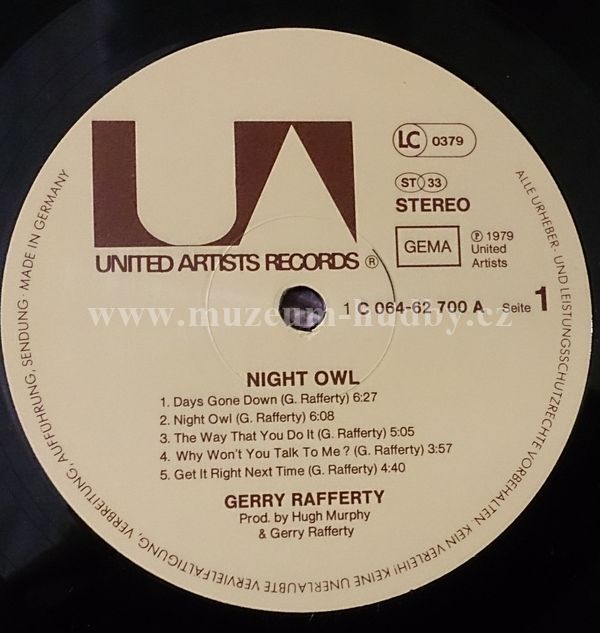 UA
UNITED ARTISTS RECORDS ®
LC 0379
ST 33
STEREO
GEMA
℗ 1979
United
Artists
1 C 064-62 700 A Seite 1
www.muzeum-hudby.cz
NIGHT OWL
1. Days Gone Down (G. Rafferty) 6:27
2. Night Owl (G. Rafferty) 6:08
3. The Way That You Do It (G. Rafferty) 5:05
4. Why Won't You Talk To Me ? (G. Rafferty) 3:57
5. Get It Right Next Time (G. Rafferty) 4:40
GERRY RAFFERTY
Prod. by Hugh Murphy
& Gerry Rafferty
ALLE URHEBER- UND LEISTUNGSSCHUTZRECHTE VORBEHALTEN. KEIN VERLEIH! KEINE UNERLAUBTE VERVIELFÄLTIGUNG, VERBREITUNG, AUFFÜHRUNG, SENDUNG · MADE IN GERMANY